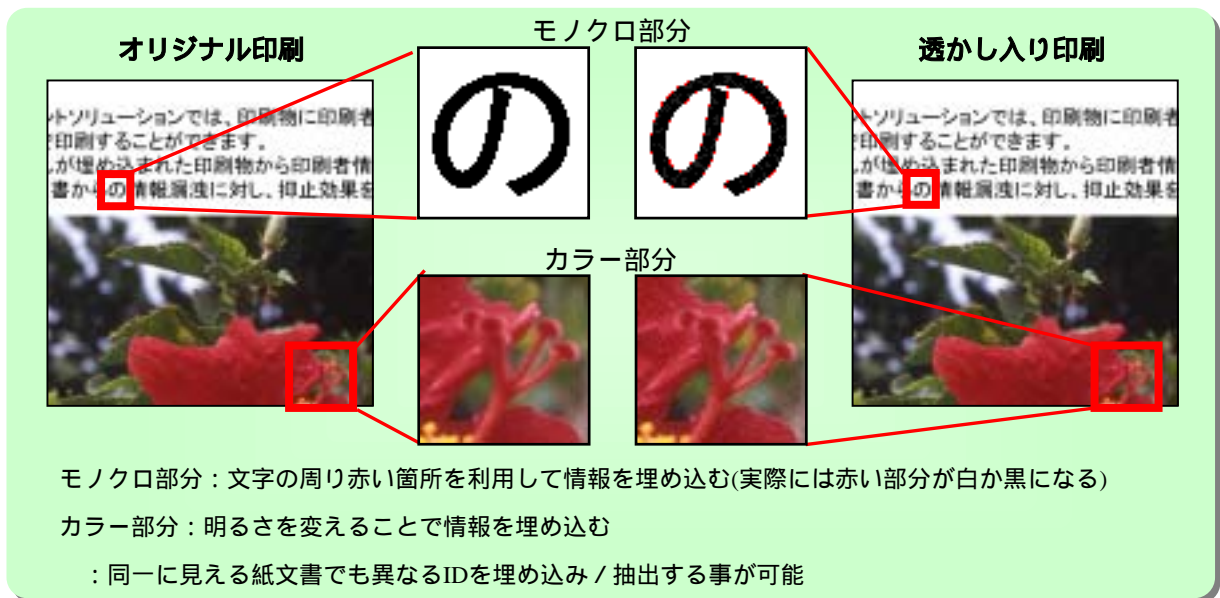 モノクロ部分
オリジナル印刷
透かし入り印刷
の
の
トソリューションでは、印刷物に印刷者
で印刷することができます。
が埋め込まれた印刷物から印刷者情
書からの情報漏洩に対し、抑止効果を
トソリューションでは、印刷物に印刷者
で印刷することができます。
が埋め込まれた印刷物から印刷者情
書からの情報漏洩に対し、抑止効果を
カラー部分
モノクロ部分：文字の周り赤い箇所を利用して情報を埋め込む(実際には赤い部分が白か黒になる)
カラー部分：明るさを変えることで情報を埋め込む
：同一に見える紙文書でも異なるIDを埋め込み／抽出する事が可能